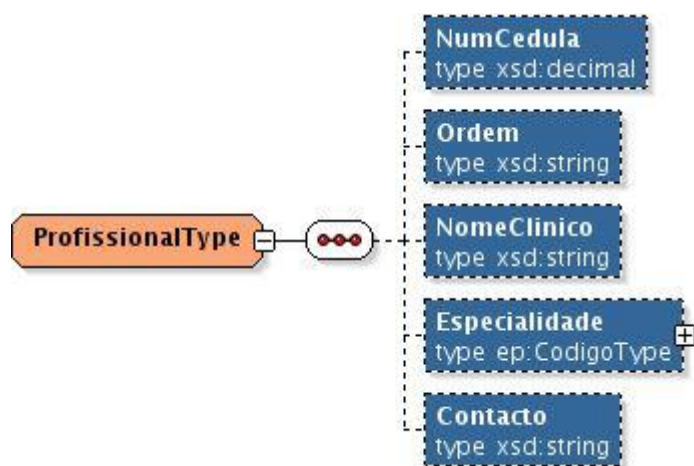 NumCedula
type xsd:decimal
Ordem
type xsd:string
ProfissionalType
NomeClinico
type xsd:string
Especialidade
type ep:CodigoType
Contacto
type xsd:string